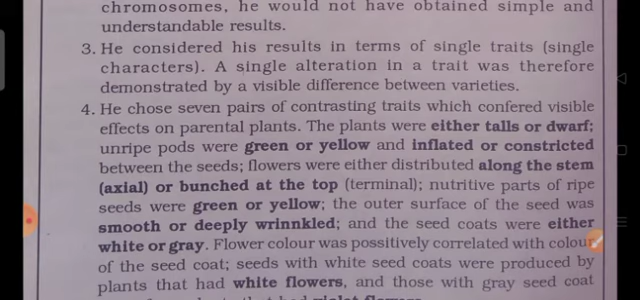 chromosomes, he would not have obtained simple and
understandable results.
3. He considered his results in terms of single traits (single
characters). A single alteration in a trait was therefore
demonstrated by a visible difference between varieties.
4. He chose seven pairs of contrasting traits which confered visible
effects on parental plants. The plants were either talls or dwarf;
unripe pods were green or yellow and inflated or constricted
between the seeds; flowers were either distributed along the stem
(axial) or bunched at the top (terminal); nutritive parts of ripe
seeds were green or yellow; the outer surface of the seed was
smooth or deeply wrinnkled; and the seed coats were either
white or gray. Flower colour was possitively correlated with colour
of the seed coat; seeds with white seed coats were produced by
plants that had white flowers, and those with gray seed coat
that had violet flowers